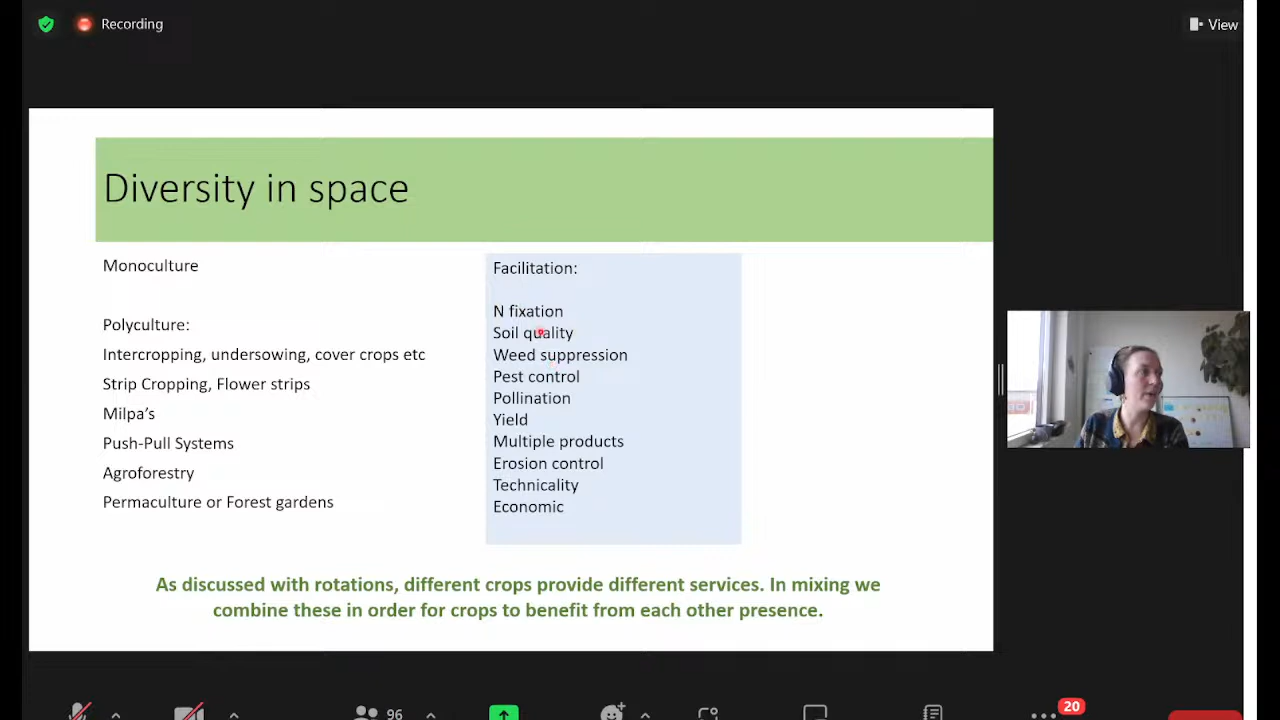 Recording
View
Diversity in space
Monoculture
Polyculture:
Intercropping, undersowing, cover crops etc
Strip Cropping, Flower strips
Milpa's
Push-Pull Systems
Agroforestry
Permaculture or Forest gardens
Facilitation:
N fixation
Soil quality
Weed suppression
Pest control
Pollination
Yield
Multiple products
Erosion control
Technicality
Economic
As discussed with rotations, different crops provide different services. In mixing we
combine these in order for crops to benefit from each other presence.
96
20